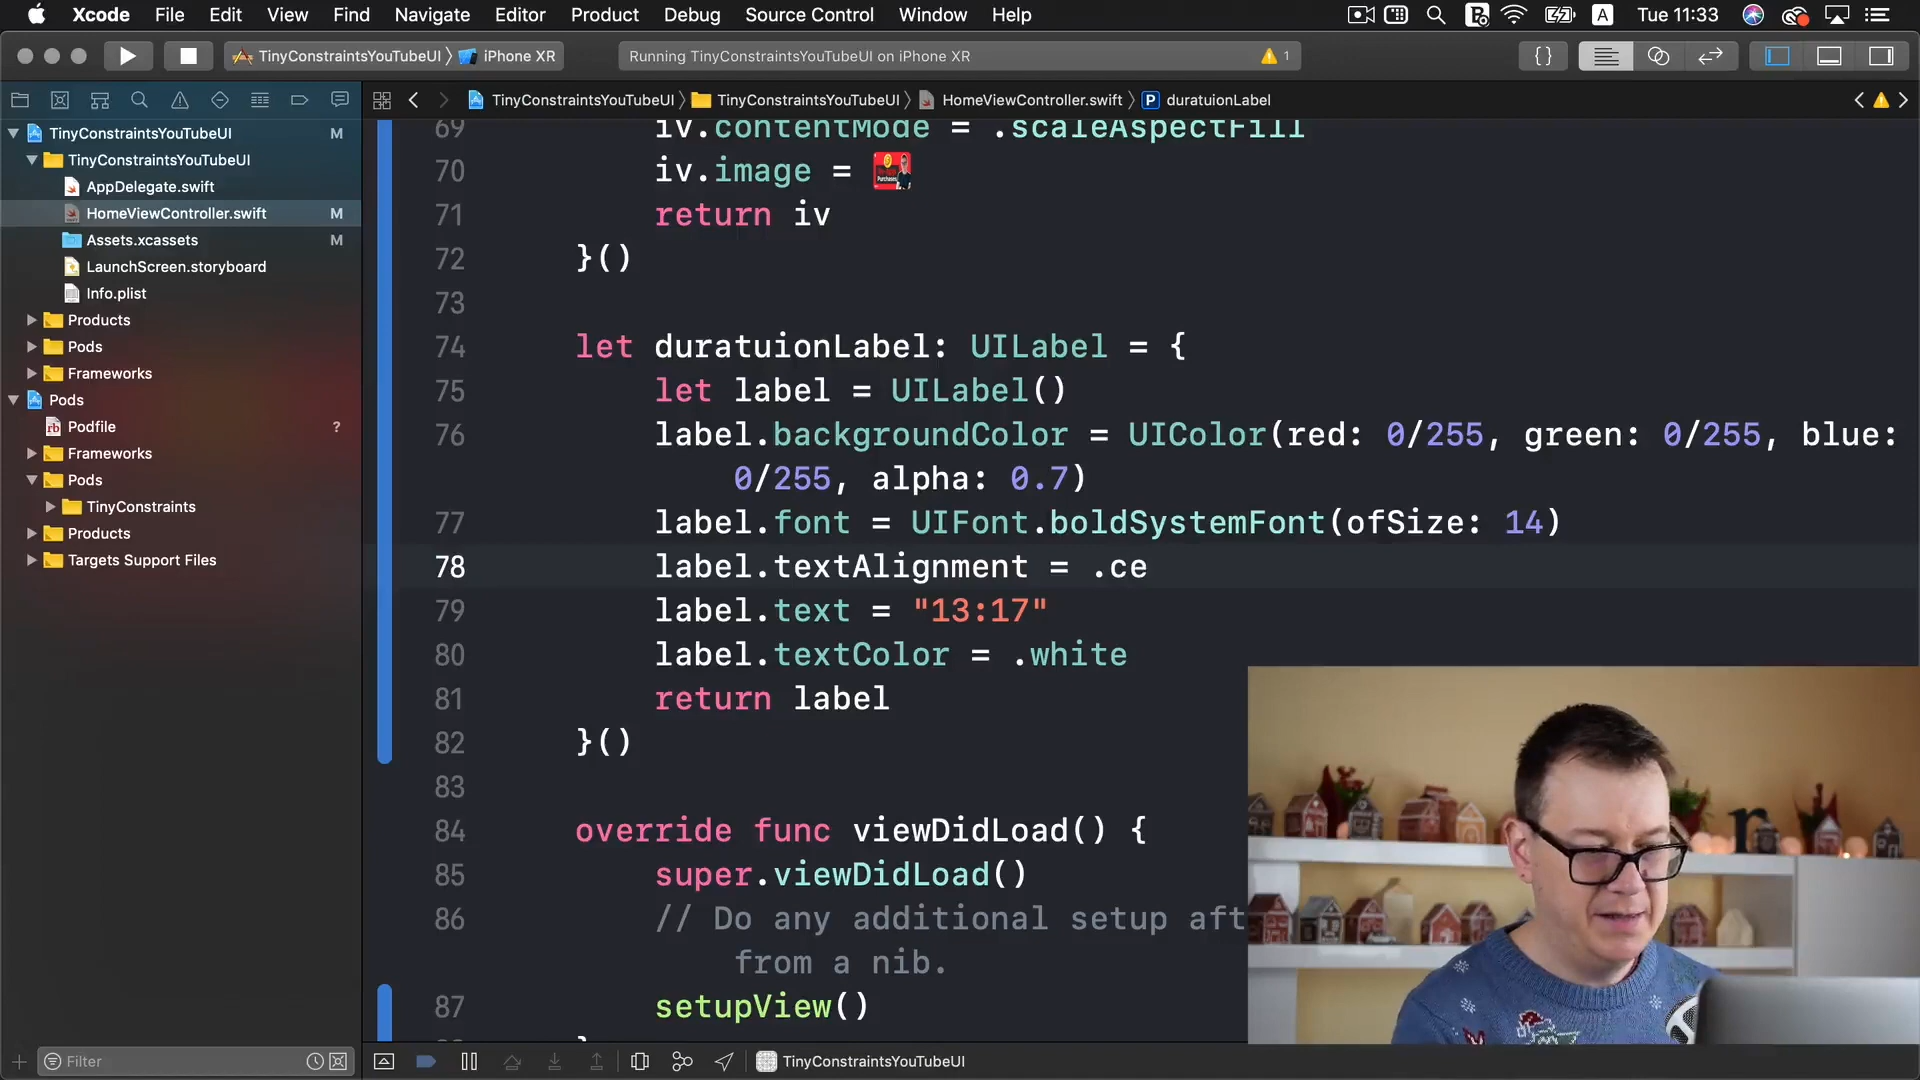 Xcode File Edit View Find Navigate Editor Product Debug Source Control Window Help A Tue 11:33
TinyConstraintsYouTubeUI iPhone XR Running TinyConstraintsYouTubeUI on iPhone XR 1 {}
TinyConstraintsYouTubeUI TinyConstraintsYouTubeUI HomeViewController.swift P duratuionLabel
TinyConstraintsYouTubeUI M
TinyConstraintsYouTubeUI
AppDelegate.swift
HomeViewController.swift M
Assets.xcassets M
LaunchScreen.storyboard
Info.plist
Products
Pods
Frameworks
Pods
rb Podfile ?
Frameworks
Pods
TinyConstraints
Products
Targets Support Files
Filter
69 iv.contentMode = .scaleAspectFill
70 iv.image =
71 return iv
72 }()
73
74 let duratuionLabel: UILabel = {
75 let label = UILabel()
76 label.backgroundColor = UIColor(red: 0/255, green: 0/255, blue:
0/255, alpha: 0.7)
77 label.font = UIFont.boldSystemFont(ofSize: 14)
78 label.textAlignment = .ce
79 label.text = "13:17"
80 label.textColor = .white
81 return label
82 }()
83
84 override func viewDidLoad() {
85 super.viewDidLoad()
86 // Do any additional setup aft
from a nib.
87 setupView()
TinyConstraintsYouTubeUI